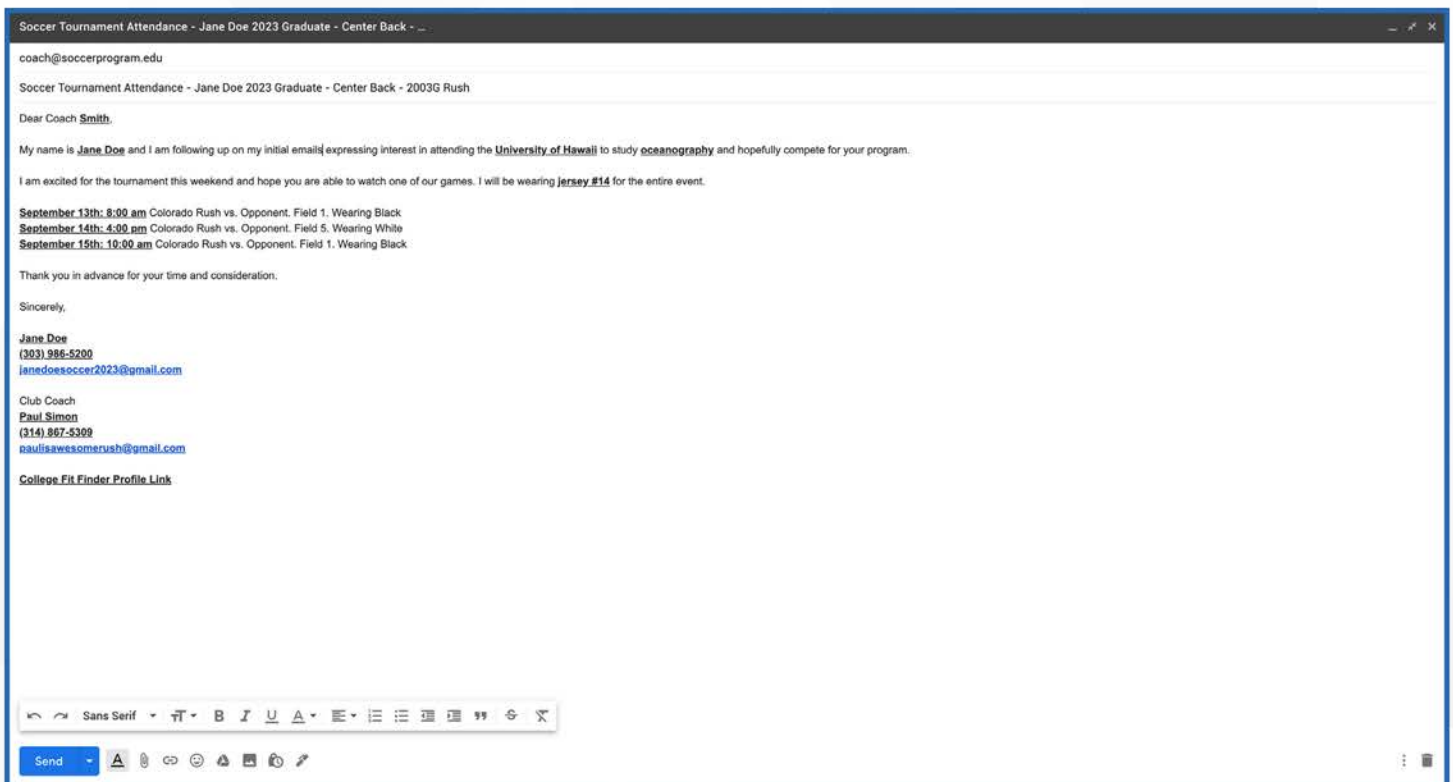 Soccer Tournament Attendance - Jane Doe 2023 Graduate - Center Back - ...
coach@soccerprogram.edu
Soccer Tournament Attendance - Jane Doe 2023 Graduate - Center Back - 2003G Rush
Dear Coach Smith,
My name is Jane Doe and I am following up on my initial emails expressing interest in attending the University of Hawaii to study oceanography and hopefully compete for your program.
I am excited for the tournament this weekend and hope you are able to watch one of our games. I will be wearing jersey #14 for the entire event.
September 13th: 8:00 am Colorado Rush vs. Opponent. Field 1. Wearing Black
September 14th: 4:00 pm Colorado Rush vs. Opponent. Field 5. Wearing White
September 15th: 10:00 am Colorado Rush vs. Opponent. Field 1. Wearing Black
Thank you in advance for your time and consideration.
Sincerely,
Jane Doe
(303) 986-5200
janedoesoccer2023@gmail.com
Club Coach
Paul Simon
(314) 867-5309
paulisawesomerush@gmail.com
College Fit Finder Profile Link
Sans Serif
Send